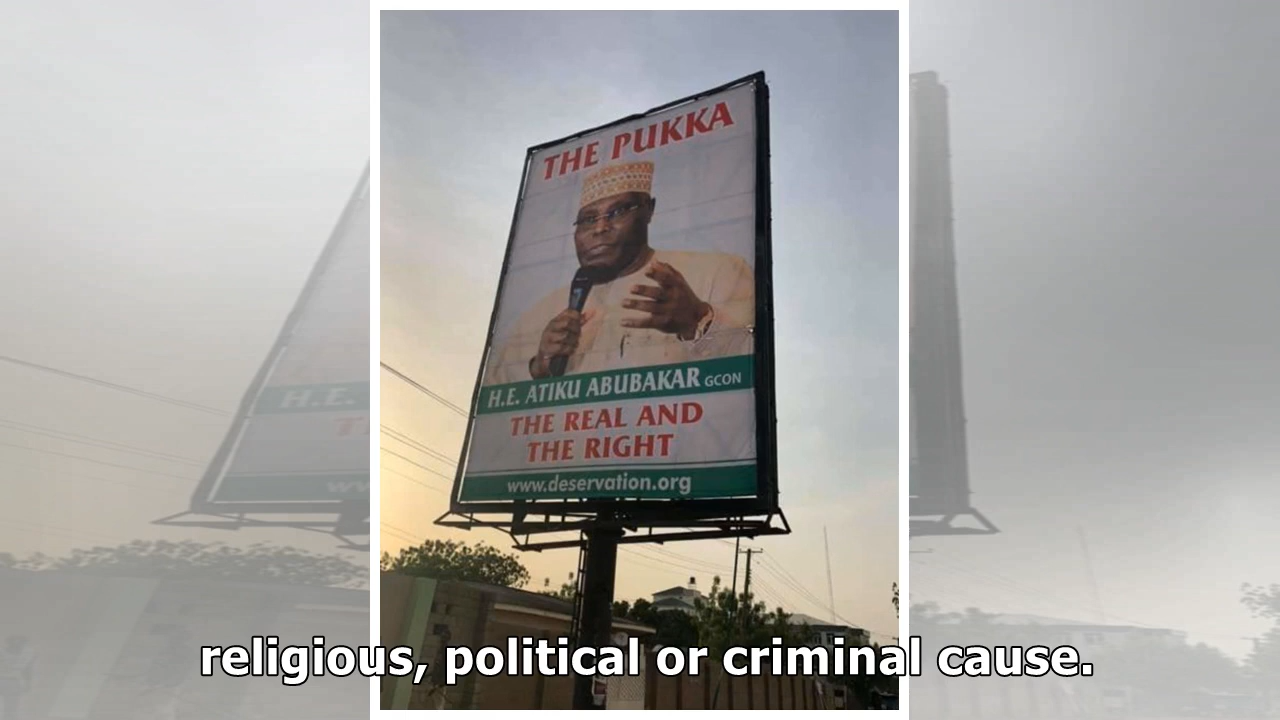 THE PUKKA
H.E. ATIKU ABUBAKAR GCON
THE REAL AND
THE RIGHT
www.deservation.org
religious, political or criminal cause.